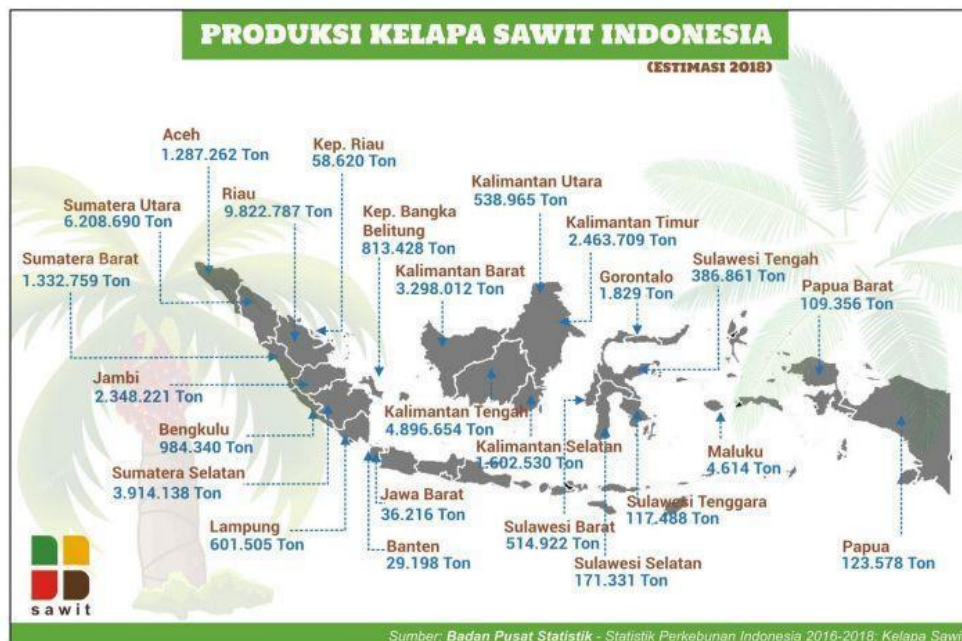 PRODUKSI KELAPA SAWIT INDONESIA
(ESTIMASI 2018)
Aceh
1.287.262 Ton
Kep. Riau
58.620 Ton
Sumatera Utara
6.208.690 Ton
Riau
9.822.787 Ton
Kep. Bangka
Belitung
813.428 Ton
Kalimantan Utara
538.965 Ton
Kalimantan Timur
2.463.709 Ton
Sumatera Barat
1.332.759 Ton
Kalimantan Barat
3.298.012 Ton
Gorontalo
1.829 Ton
Sulawesi Tengah
386.861 Ton
Papua Barat
109.356 Ton
Jambi
2.348.221 Ton
Bengkulu
984.340 Ton
Sumatera Selatan
3.914.138 Ton
Lampung
601.505 Ton
Banten
29.198 Ton
Jawa Barat
36.216 Ton
Kalimantan Tengah
4.896.654 Ton
Kalimantan Selatan
1.602.530 Ton
Sulawesi Barat
514.922 Ton
Sulawesi Selatan
171.331 Ton
Sulawesi Tenggara
117.488 Ton
Maluku
4.614 Ton
Papua
123.578 Ton
sawit
Sumber: Badan Pusat Statistik - Statistik Perkebunan Indonesia 2016-2018: Kelapa Sawi